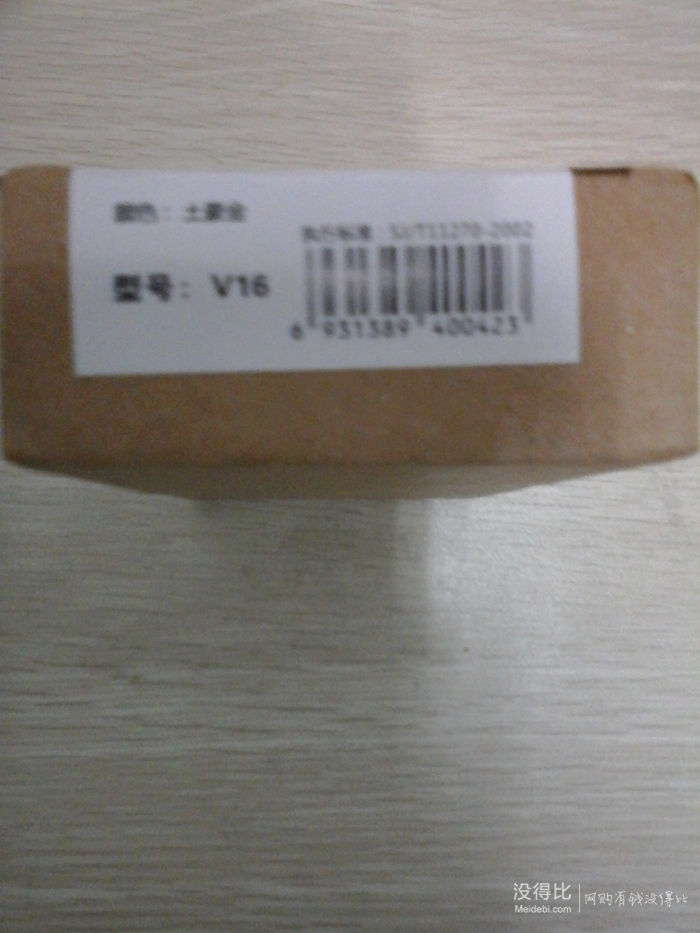 颜色：土豪金
执行标准：SJ/T11270-2002
型号：V16
6 931389 400423
没得比 网购有钱没得比
Meidebi.com